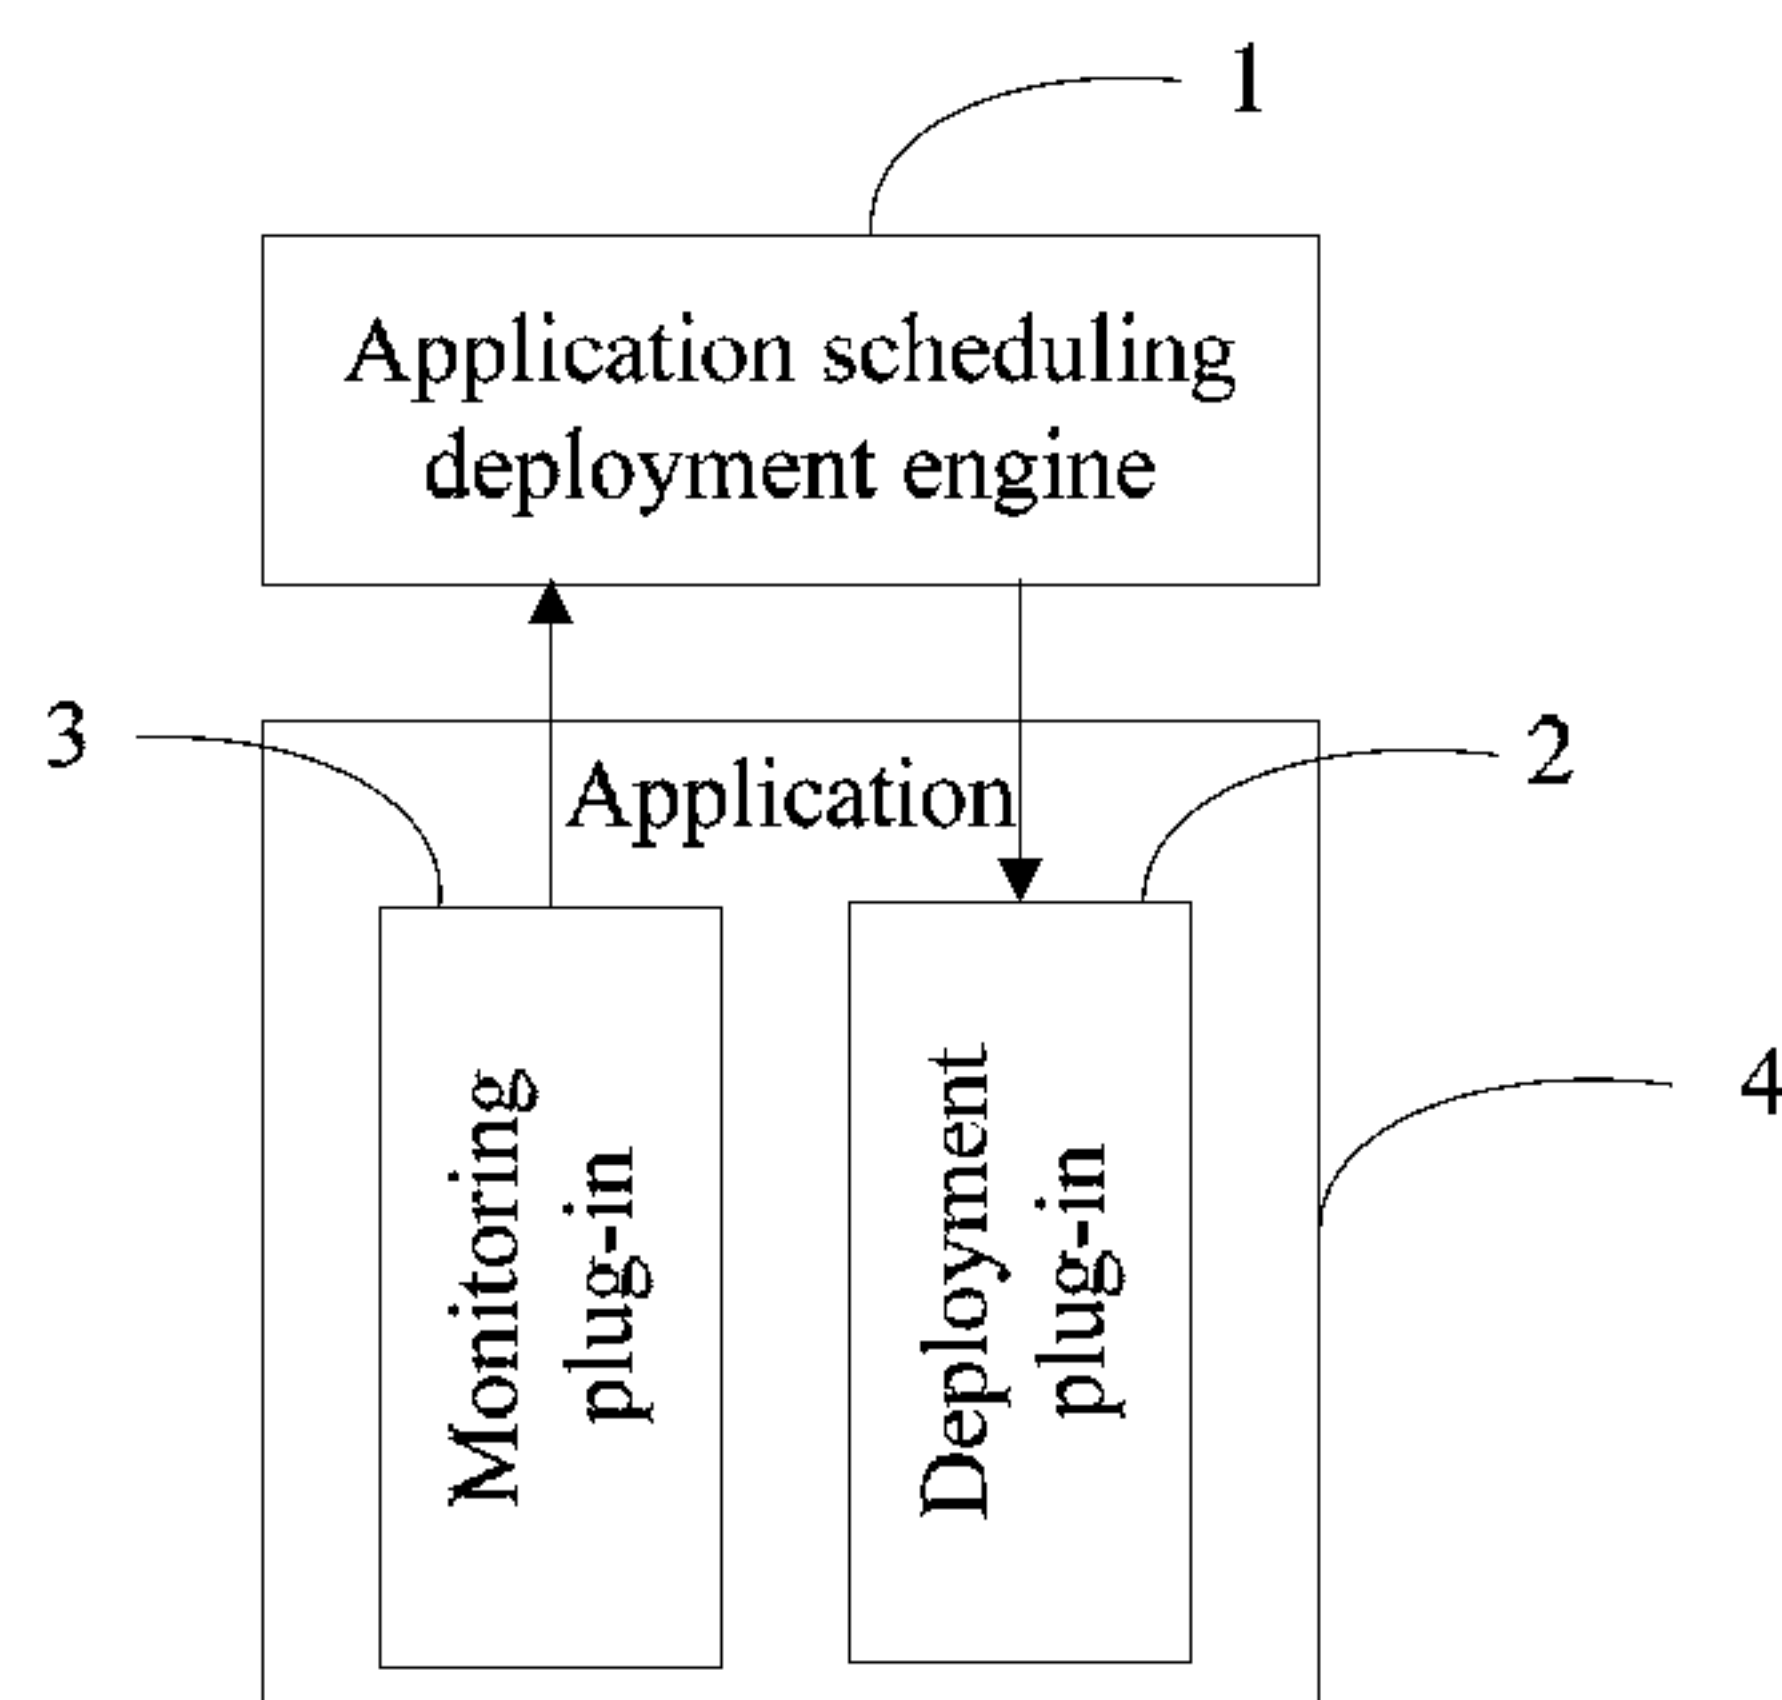 1
Application scheduling
deployment engine
3
2
Application
4
Monitoring
plug-in
Deployment
plug-in